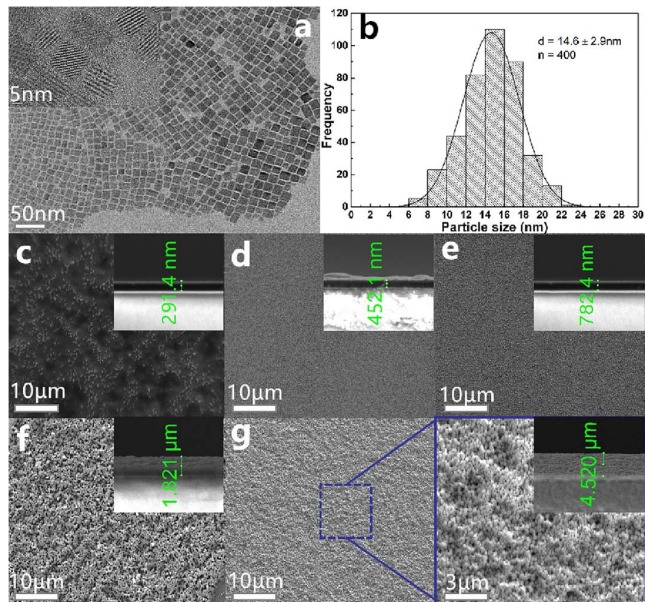 a
5nm
50nm
b
d = 14.6 ± 2.9nm
n = 400
Frequency
120
100
80
60
40
20
0
0 2 4 6 8 10 12 14 16 18 20 22 24 26 28 30
Particle size (nm)
c
291.4 nm
10μm
d
452.1 nm
10μm
e
782.4 nm
10μm
f
1.821 μm
10μm
g
10μm
4.520 μm
3μm